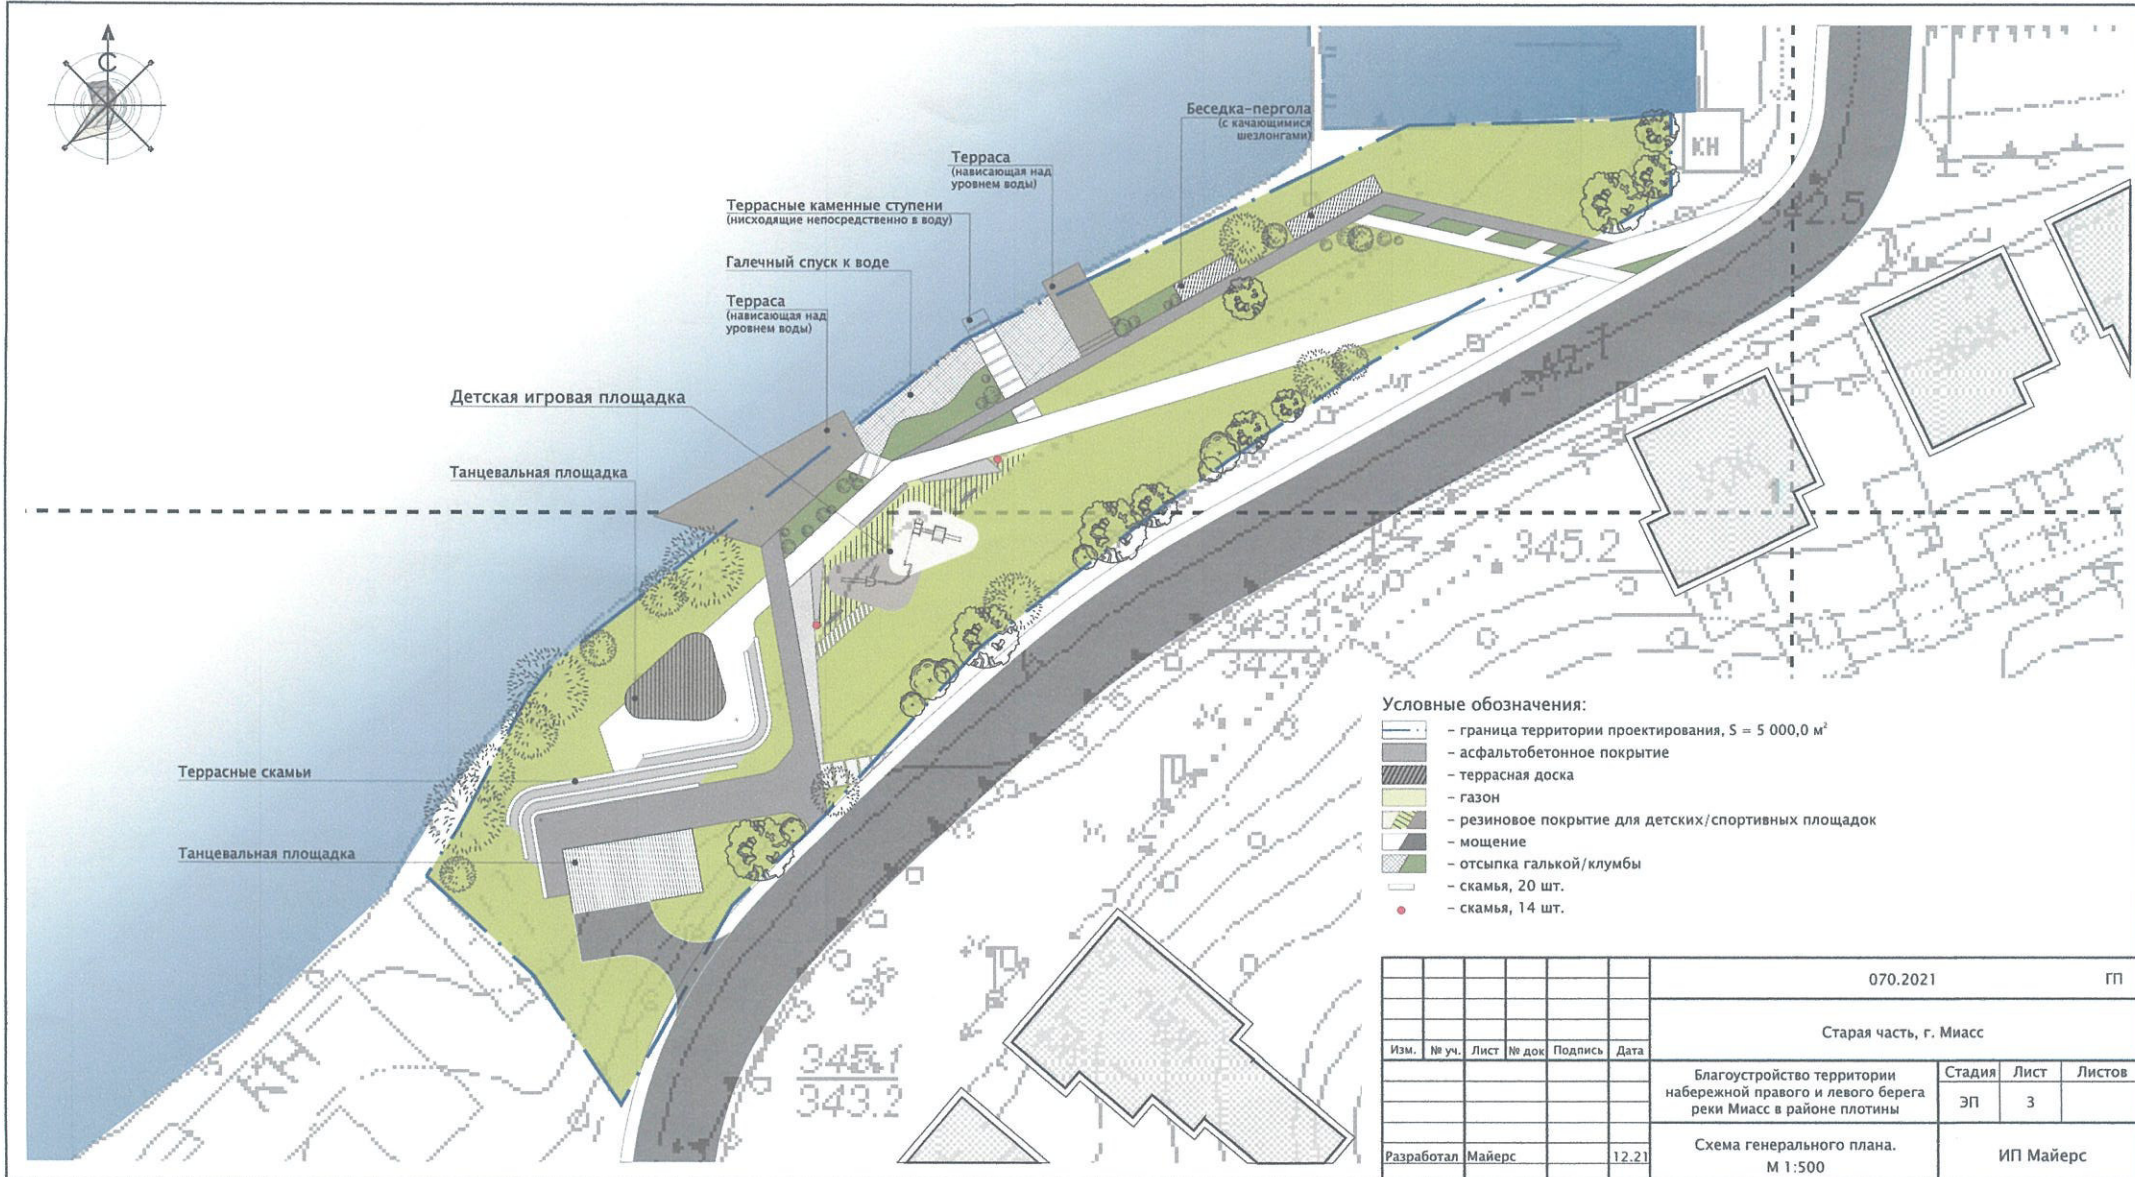 С
Беседка-пергола
(с качающимися
шезлонгами)
Терраса
(нависающая над
уровнем воды)
Террасные каменные ступени
(нисходящие непосредственно в воду)
Галечный спуск к воде
Терраса
(нависающая над
уровнем воды)
Детская игровая площадка
Танцевальная площадка
Террасные скамьи
Танцевальная площадка
КН
342.5
342.1
345.2
343.3
342.9
345.1
343.2
КН
Условные обозначения:
– граница территории проектирования, S = 5 000,0 м²
– асфальтобетонное покрытие
– террасная доска
– газон
– резиновое покрытие для детских/спортивных площадок
– мощение
– отсыпка галькой/клумбы
– скамья, 20 шт.
– скамья, 14 шт.
070.2021 ГП
Старая часть, г. Миасс
Изм. № уч. Лист № док Подпись Дата
Благоустройство территории
набережной правого и левого берега
реки Миасс в районе плотины
Стадия Лист Листов
ЭП 3
Схема генерального плана.
М 1:500
ИП Майерс
Разработал Майерс 12.21